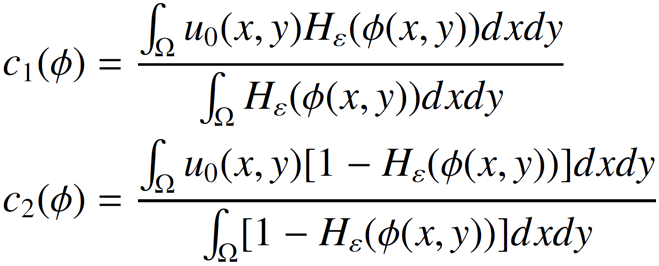 c₁(ϕ) = ∫_Ω u₀(x, y)H_ε(ϕ(x, y))dxdy / ∫_Ω H_ε(ϕ(x, y))dxdy
c₂(ϕ) = ∫_Ω u₀(x, y)[1 − H_ε(ϕ(x, y))]dxdy / ∫_Ω [1 − H_ε(ϕ(x, y))]dxdy